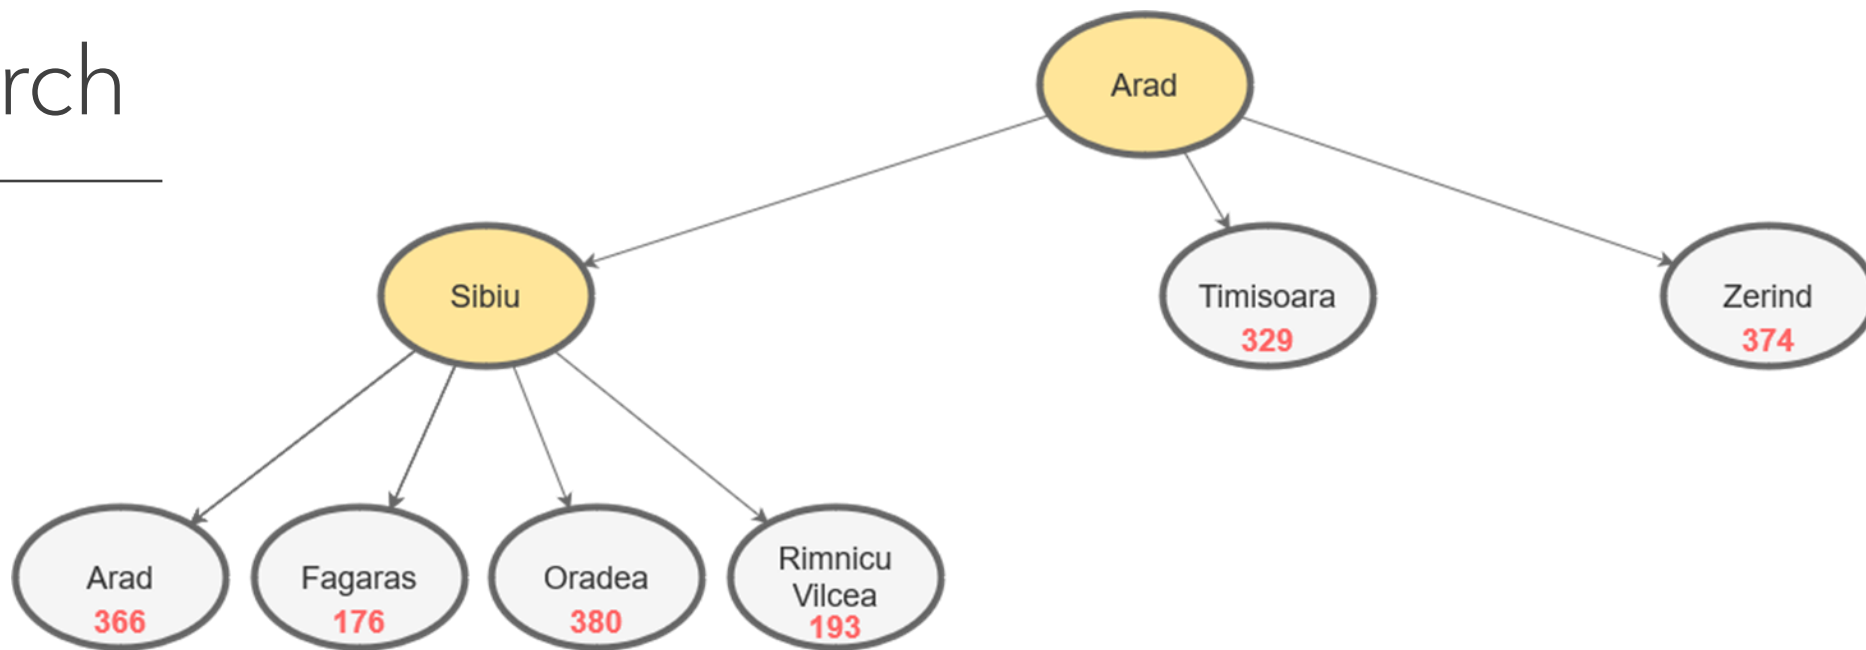 rch
Arad
Sibiu
Timisoara
329
Zerind
374
Arad
366
Fagaras
176
Oradea
380
Rimnicu
Vilcea
193